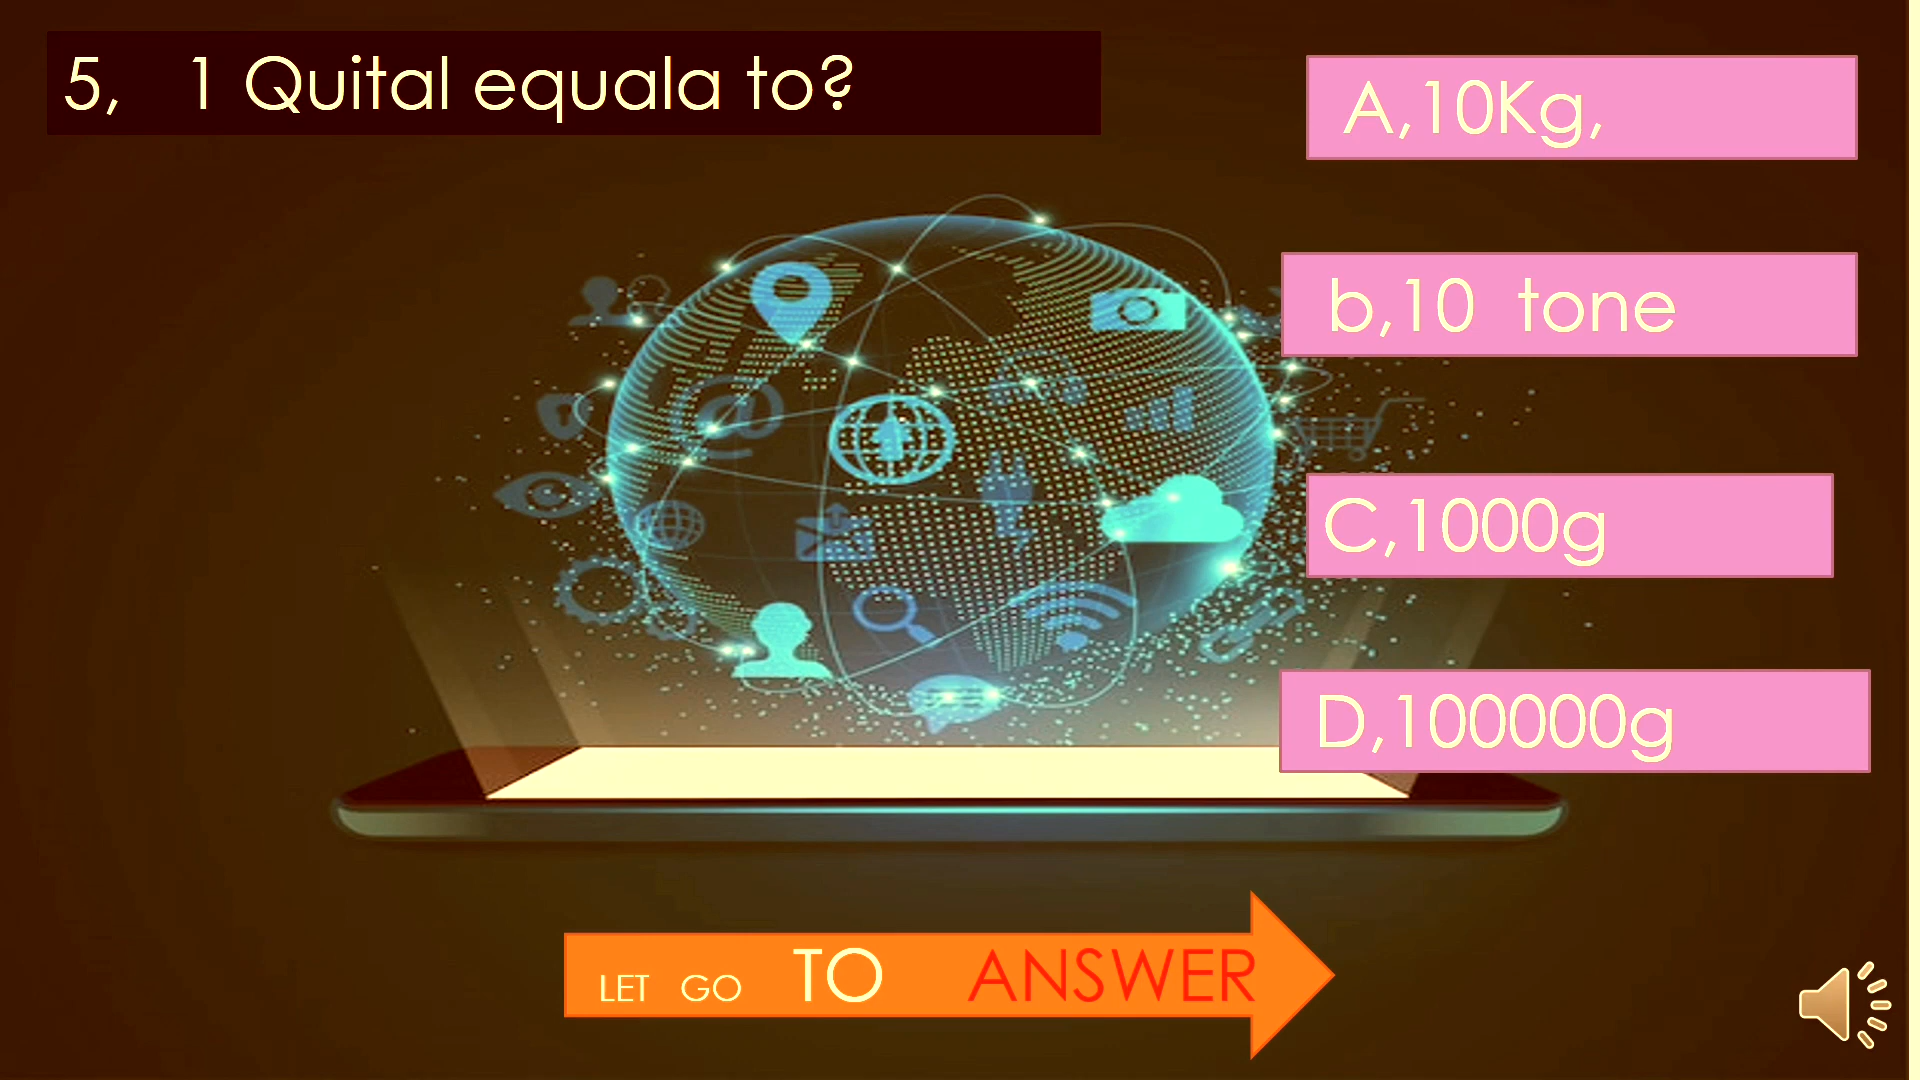 5, 1 Quital equala to?
A,10Kg,
b,10 tone
C,1000g
D,100000g
LET GO TO ANSWER